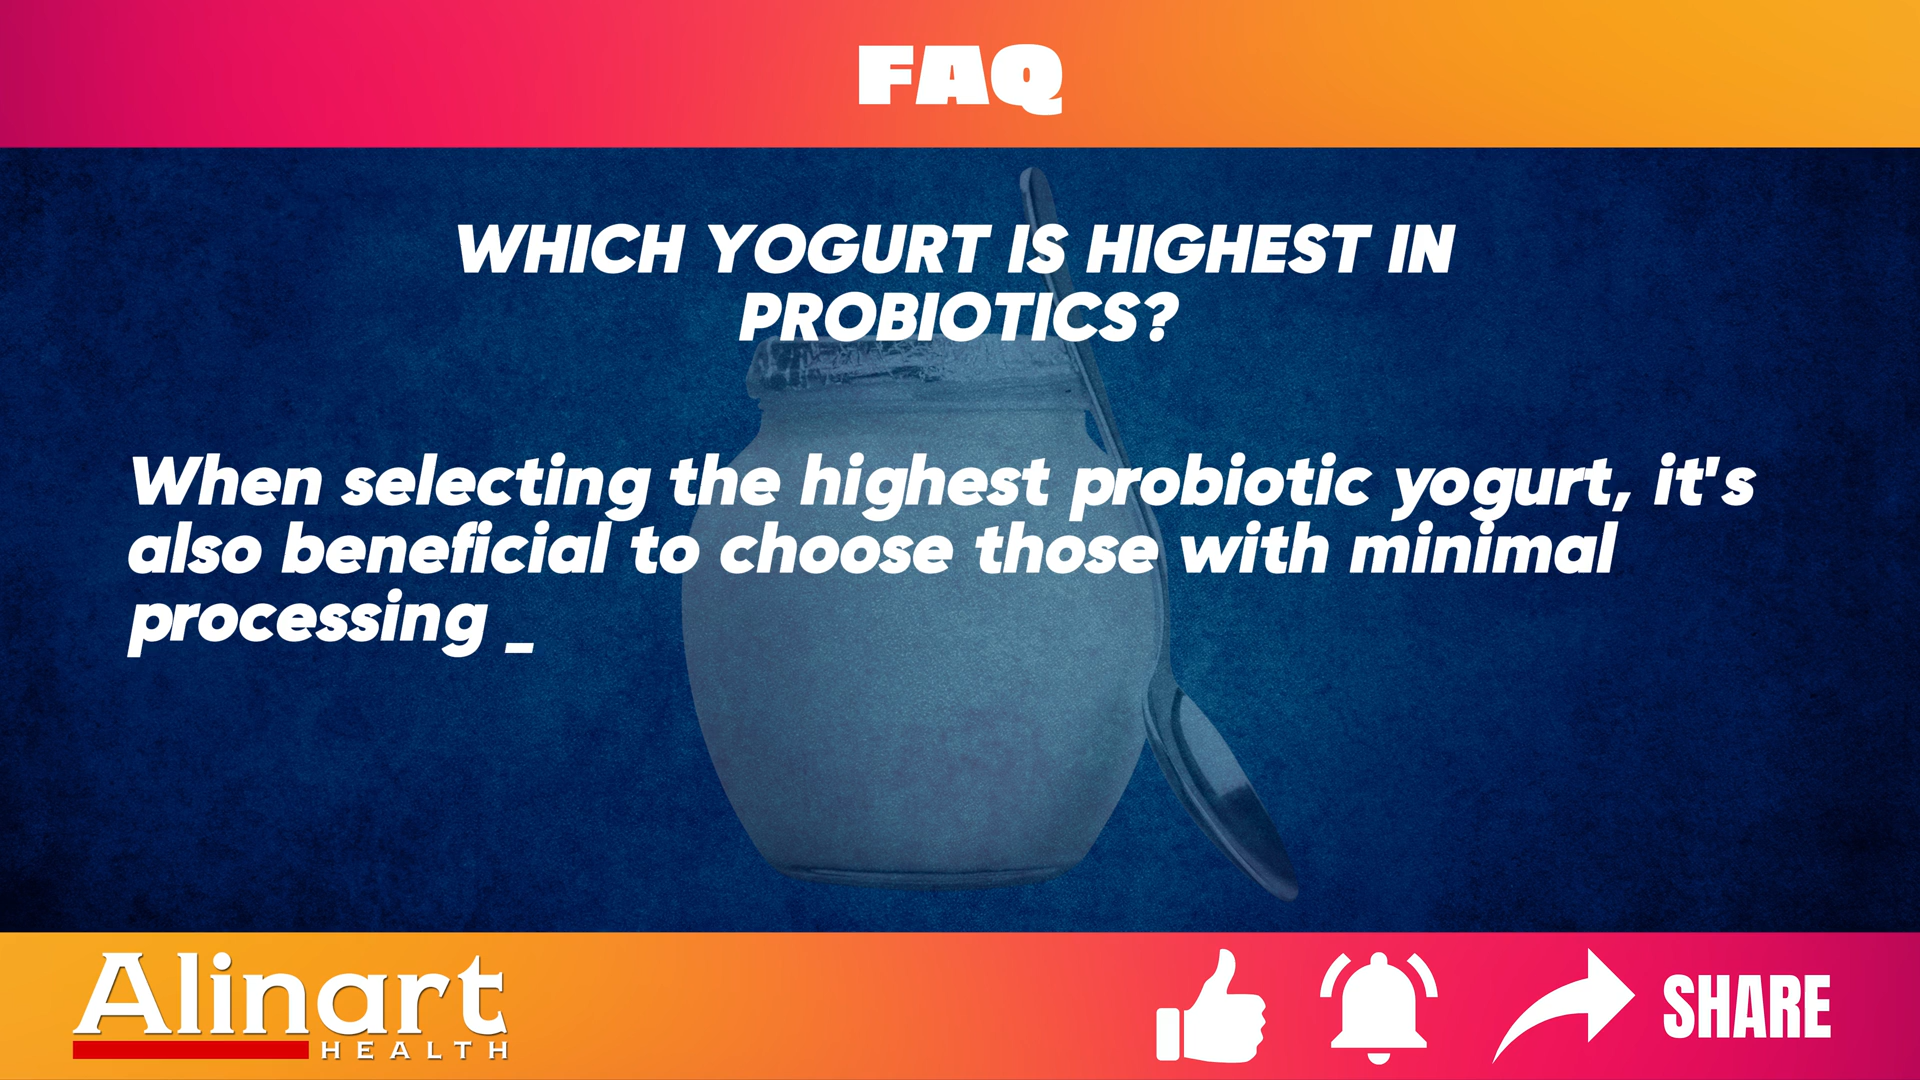 FAQ
WHICH YOGURT IS HIGHEST IN
PROBIOTICS?
When selecting the highest probiotic yogurt, it's
also beneficial to choose those with minimal
processing _
Alinart
HEALTH
SHARE